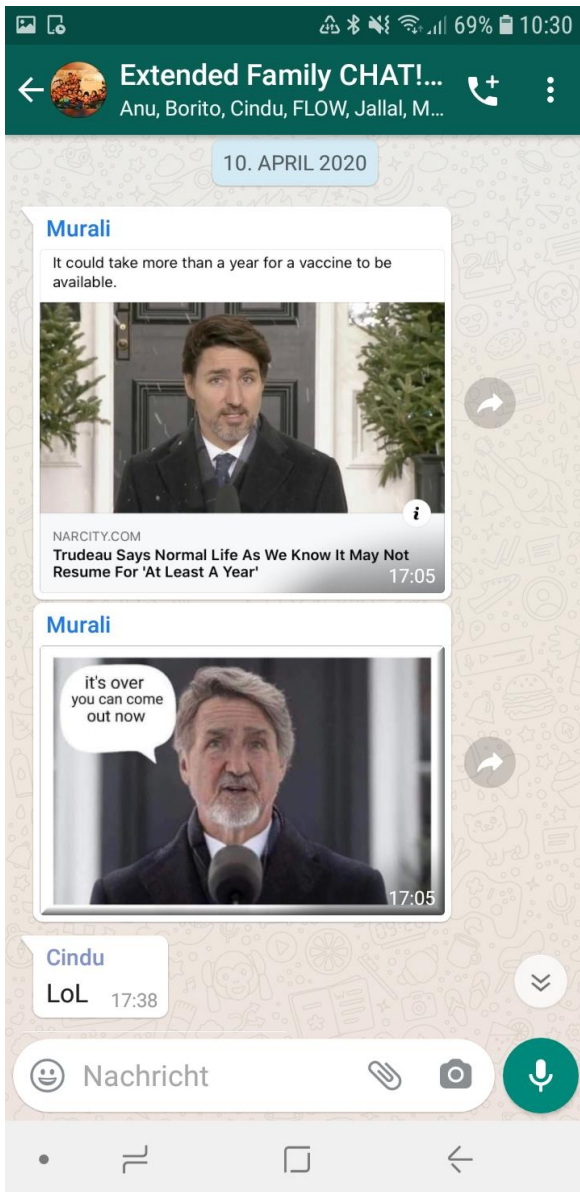 69% 10:30
Extended Family CHAT!...
Anu, Borito, Cindu, FLOW, Jallal, M...
10. APRIL 2020
Murali
It could take more than a year for a vaccine to be
available.
NARCITY.COM
Trudeau Says Normal Life As We Know It May Not
Resume For 'At Least A Year'
17:05
Murali
it's over
you can come
out now
17:05
Cindu
LoL 17:38
Nachricht